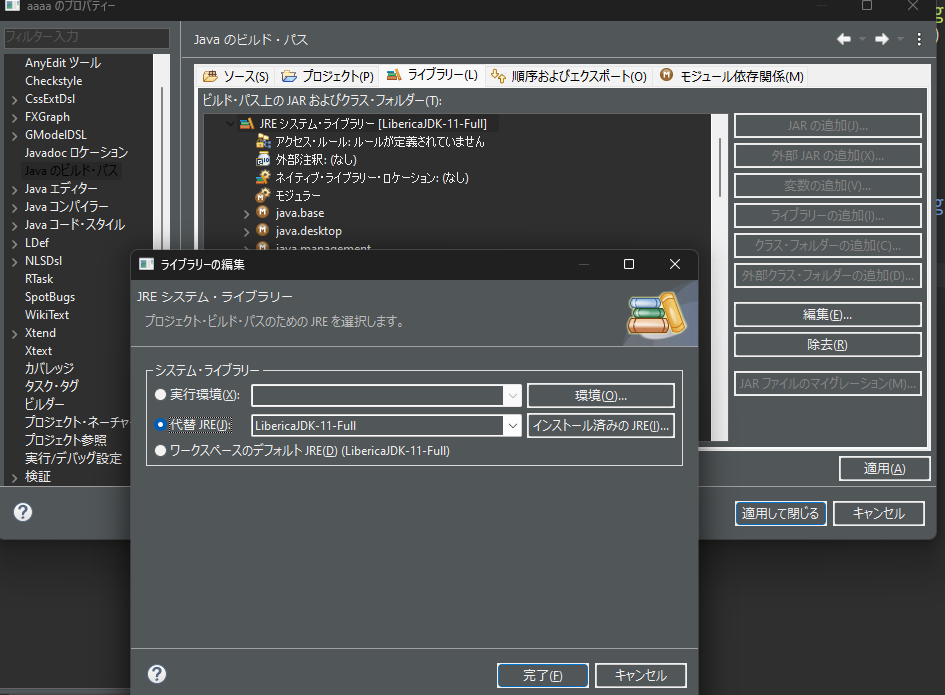 aaaa のプロパティー
フィルター入力
AnyEdit ツール
Checkstyle
CssExtDsl
FXGraph
GModelDSL
Javadoc ロケーション
Java のビルド・パス
Java エディター
Java コンパイラー
Java コード・スタイル
LDef
NLSDsl
RTask
SpotBugs
WikiText
Xtend
Xtext
カバレッジ
タスク・タグ
ビルダー
プロジェクト・ネーチャ
プロジェクト参照
実行/デバッグ設定
検証
Java のビルド・パス
ソース(S)
プロジェクト(P)
ライブラリー(L)
順序およびエクスポート(O)
モジュール依存関係(M)
ビルド・パス上の JAR およびクラス・フォルダー(T):
JRE システム・ライブラリー [LibericaJDK-11-Full]
アクセス・ルール: ルールが定義されていません
外部注釈: (なし)
ネイティブ・ライブラリー・ロケーション: (なし)
モジュラー
java.base
java.desktop
java.management
JAR の追加(J)...
外部 JAR の追加(X)...
変数の追加(V)...
ライブラリーの追加(I)...
クラス・フォルダーの追加(C)...
外部クラス・フォルダーの追加(D)...
編集(E)...
除去(R)
JAR ファイルのマイグレーション(M)...
適用(A)
適用して閉じる
キャンセル
ライブラリーの編集
JRE システム・ライブラリー
プロジェクト・ビルド・パスのための JRE を選択します。
システム・ライブラリー
実行環境(X):
環境(O)...
代替 JRE(J):
LibericaJDK-11-Full
インストール済みの JRE(I)...
ワークスペースのデフォルト JRE(D) (LibericaJDK-11-Full)
完了(F)
キャンセル